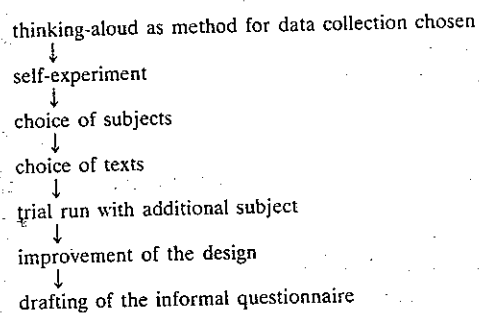 thinking-aloud as method for data collection chosen
↓
self-experiment
↓
choice of subjects
↓
choice of texts
↓
trial run with additional subject
↓
improvement of the design
↓
drafting of the informal questionnaire